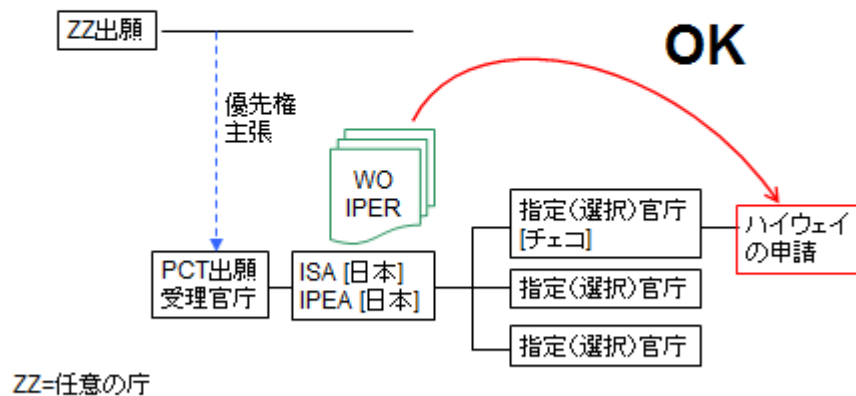 ZZ出願
OK
優先権
主張
WO
IPER
指定(選択)官庁
[チェコ]
ハイウェイ
の申請
PCT出願
受理官庁
ISA [日本]
IPEA [日本]
指定(選択)官庁
指定(選択)官庁
ZZ=任意の庁